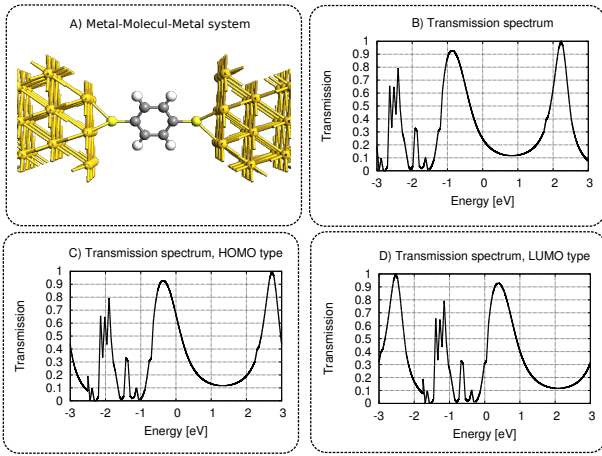 A) Metal-Molecul-Metal system
B) Transmission spectrum
1
0.9
0.8
0.7
0.6
0.5
0.4
0.3
0.2
0.1
0
Transmission
-3 -2 -1 0 1 2 3
Energy [eV]
C) Transmission spectrum, HOMO type
1
0.9
0.8
0.7
0.6
0.5
0.4
0.3
0.2
0.1
0
Transmission
-3 -2 -1 0 1 2 3
Energy [eV]
D) Transmission spectrum, LUMO type
1
0.9
0.8
0.7
0.6
0.5
0.4
0.3
0.2
0.1
0
Transmission
-3 -2 -1 0 1 2 3
Energy [eV]